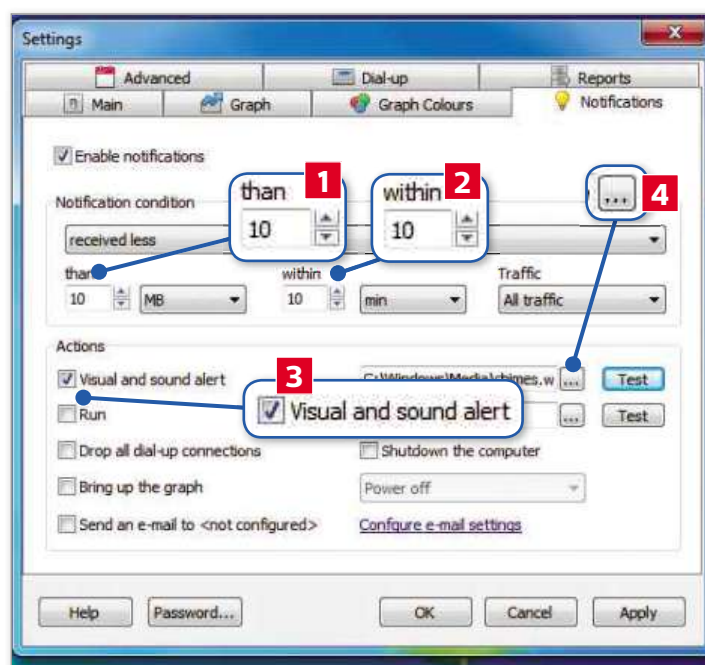 Settings
Advanced Dial-up Reports
Main Graph Graph Colours Notifications
Enable notifications
than 1 within 2 ... 4
10 10
Notification condition
received less
than within Traffic
10 MB 10 min All traffic
Actions
Visual and sound alert C:\Windows\Media\chimes.w ... Test
3
Visual and sound alert
Run ... Test
Drop all dial-up connections Shutdown the computer
Bring up the graph Power off
Send an e-mail to <not configured> Configure e-mail settings
Help Password... OK Cancel Apply